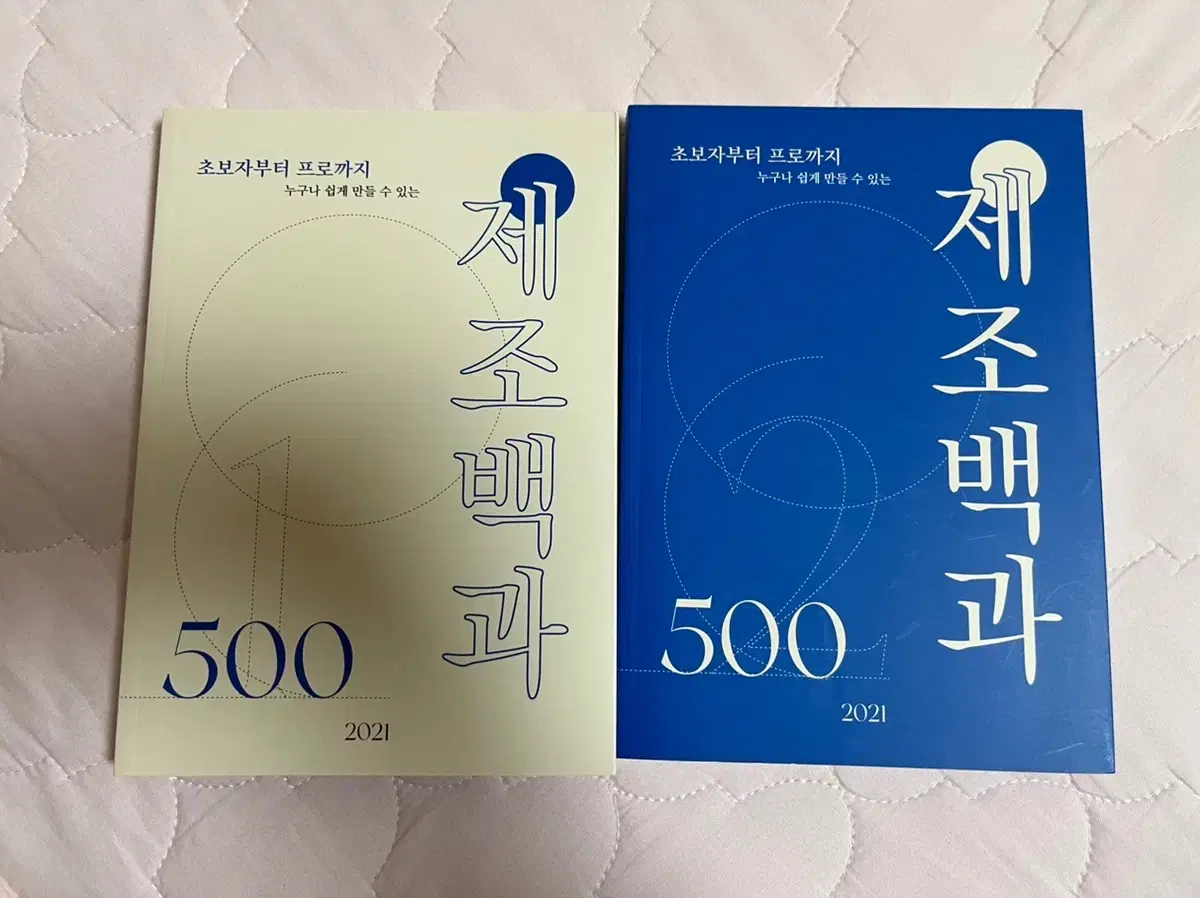 초보자부터 프로까지
누구나 쉽게 만들 수 있는
제조백과
1
500
2021
초보자부터 프로까지
누구나 쉽게 만들 수 있는
제조백과
2
500
2021